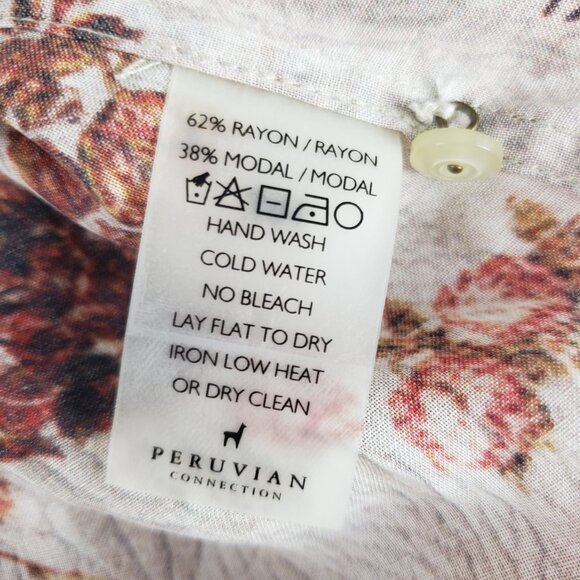 62% RAYON / RAYON
38% MODAL / MODAL
HAND WASH
COLD WATER
NO BLEACH
LAY FLAT TO DRY
IRON LOW HEAT
OR DRY CLEAN
PERUVIAN
CONNECTION